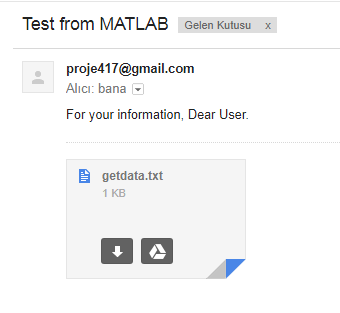 Test from MATLAB Gelen Kutusu x
proje417@gmail.com
Alıcı: bana
For your information, Dear User.
getdata.txt
1 KB